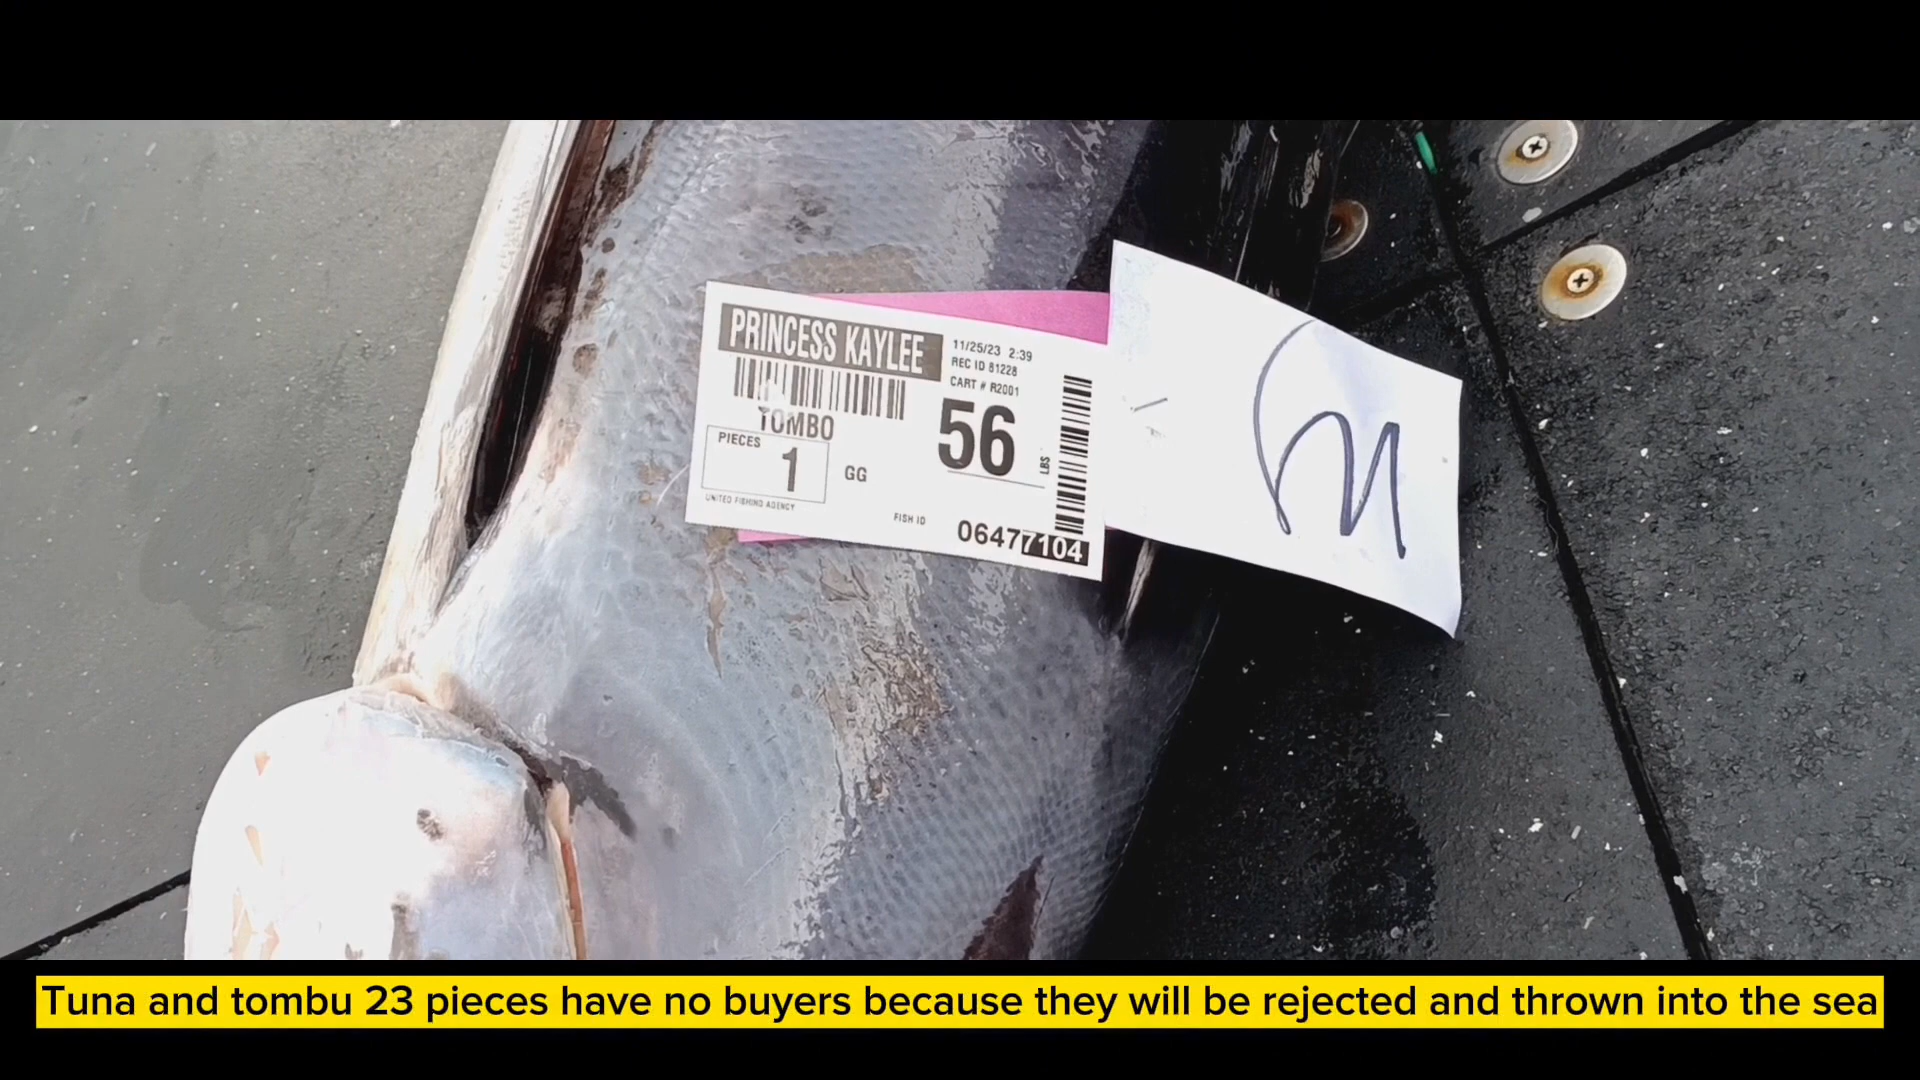 PRINCESS KAYLEE
11/25/23 2:39
REC ID 81228
CART # R2001
TOMBO
56 LBS
PIECES 1
GG
UNITED FISHING AGENCY
FISH ID 06477104
Tuna and tombu 23 pieces have no buyers because they will be rejected and thrown into the sea